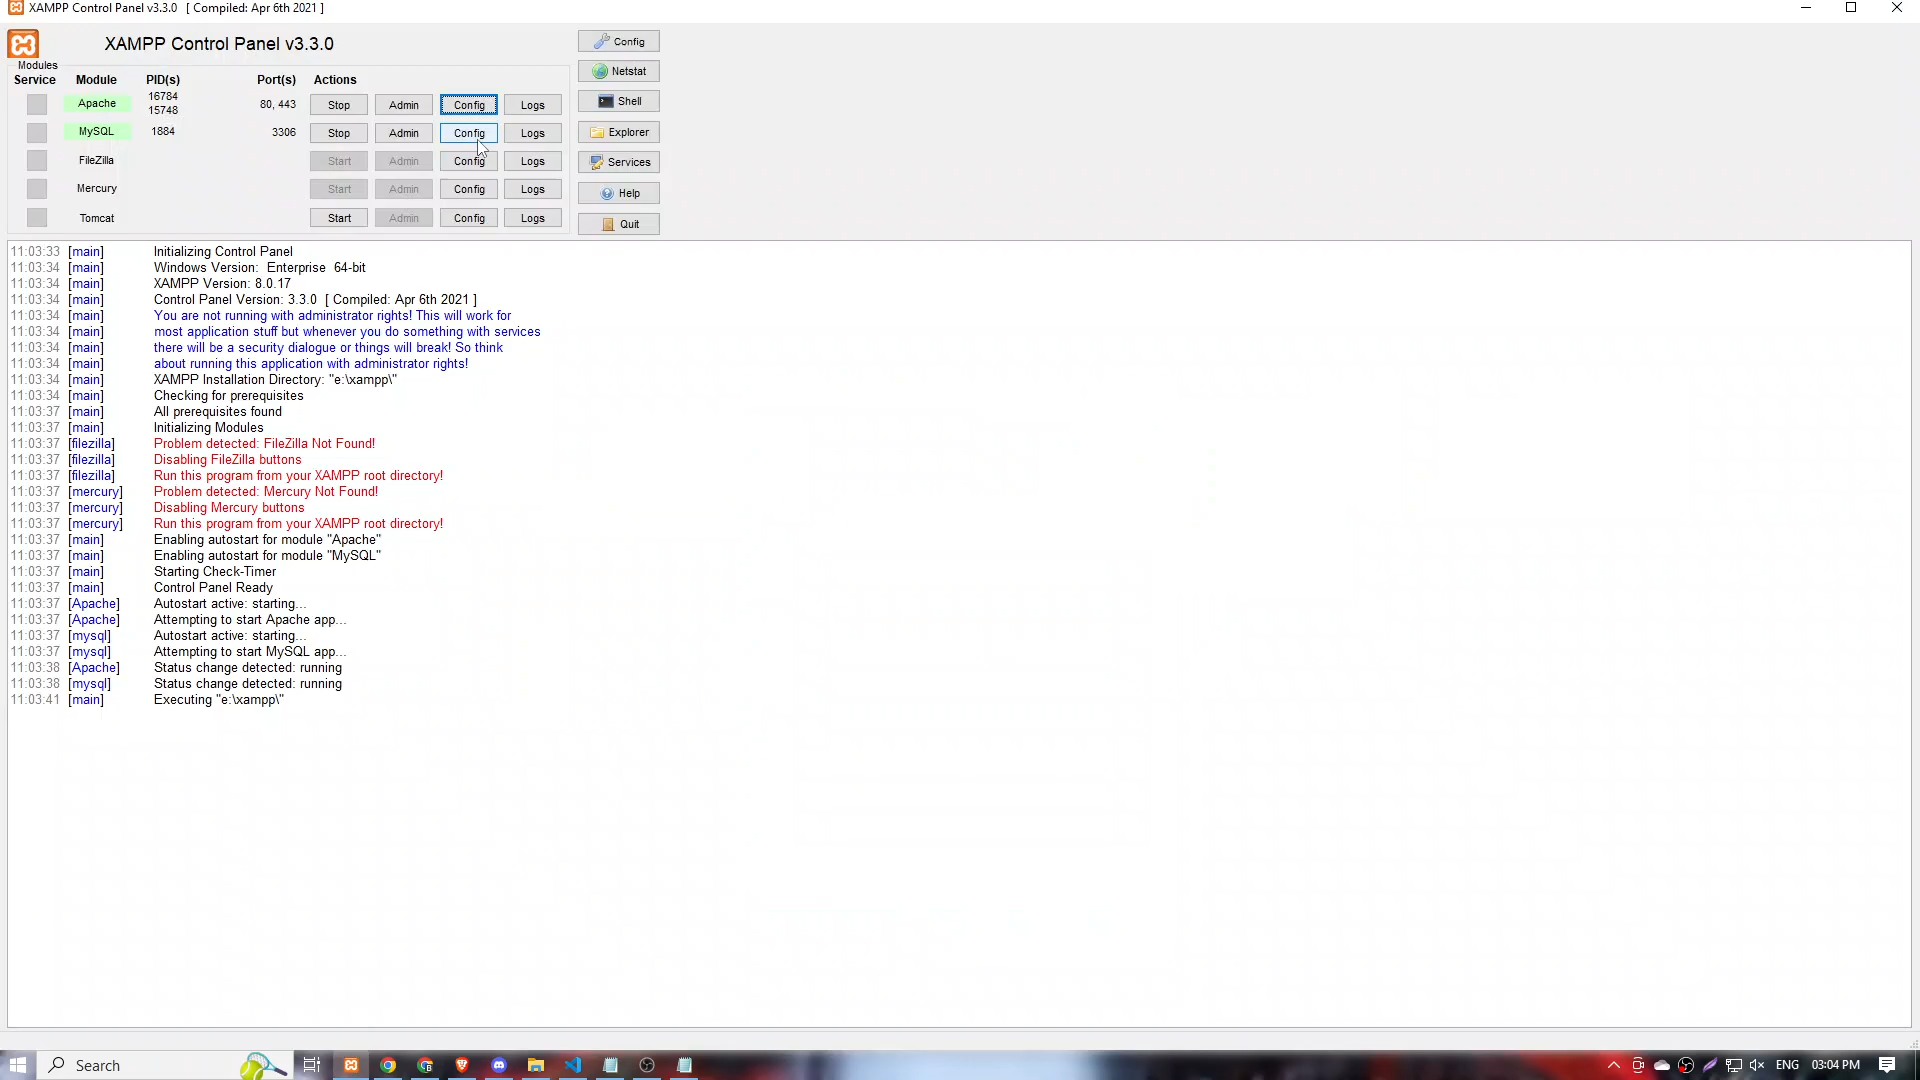 XAMPP Control Panel v3.3.0 [ Compiled: Apr 6th 2021 ]
XAMPP Control Panel v3.3.0
Config
Modules
Service Module PID(s) Port(s) Actions
Netstat
Apache 16784 15748 80, 443 Stop Admin Config Logs
Shell
MySQL 1884 3306 Stop Admin Config Logs
Explorer
FileZilla Start Admin Config Logs
Services
Mercury Start Admin Config Logs
Help
Tomcat Start Admin Config Logs
Quit
11:03:33 [main] Initializing Control Panel
11:03:34 [main] Windows Version: Enterprise 64-bit
11:03:34 [main] XAMPP Version: 8.0.17
11:03:34 [main] Control Panel Version: 3.3.0 [ Compiled: Apr 6th 2021 ]
11:03:34 [main] You are not running with administrator rights! This will work for
11:03:34 [main] most application stuff but whenever you do something with services
11:03:34 [main] there will be a security dialogue or things will break! So think
11:03:34 [main] about running this application with administrator rights!
11:03:34 [main] XAMPP Installation Directory: "e:\xampp\"
11:03:34 [main] Checking for prerequisites
11:03:37 [main] All prerequisites found
11:03:37 [main] Initializing Modules
11:03:37 [filezilla] Problem detected: FileZilla Not Found!
11:03:37 [filezilla] Disabling FileZilla buttons
11:03:37 [filezilla] Run this program from your XAMPP root directory!
11:03:37 [mercury] Problem detected: Mercury Not Found!
11:03:37 [mercury] Disabling Mercury buttons
11:03:37 [mercury] Run this program from your XAMPP root directory!
11:03:37 [main] Enabling autostart for module "Apache"
11:03:37 [main] Enabling autostart for module "MySQL"
11:03:37 [main] Starting Check-Timer
11:03:37 [main] Control Panel Ready
11:03:37 [Apache] Autostart active: starting...
11:03:37 [Apache] Attempting to start Apache app...
11:03:37 [mysql] Autostart active: starting...
11:03:37 [mysql] Attempting to start MySQL app...
11:03:38 [Apache] Status change detected: running
11:03:38 [mysql] Status change detected: running
11:03:41 [main] Executing "e:\xampp\"
Search ENG 03:04 PM